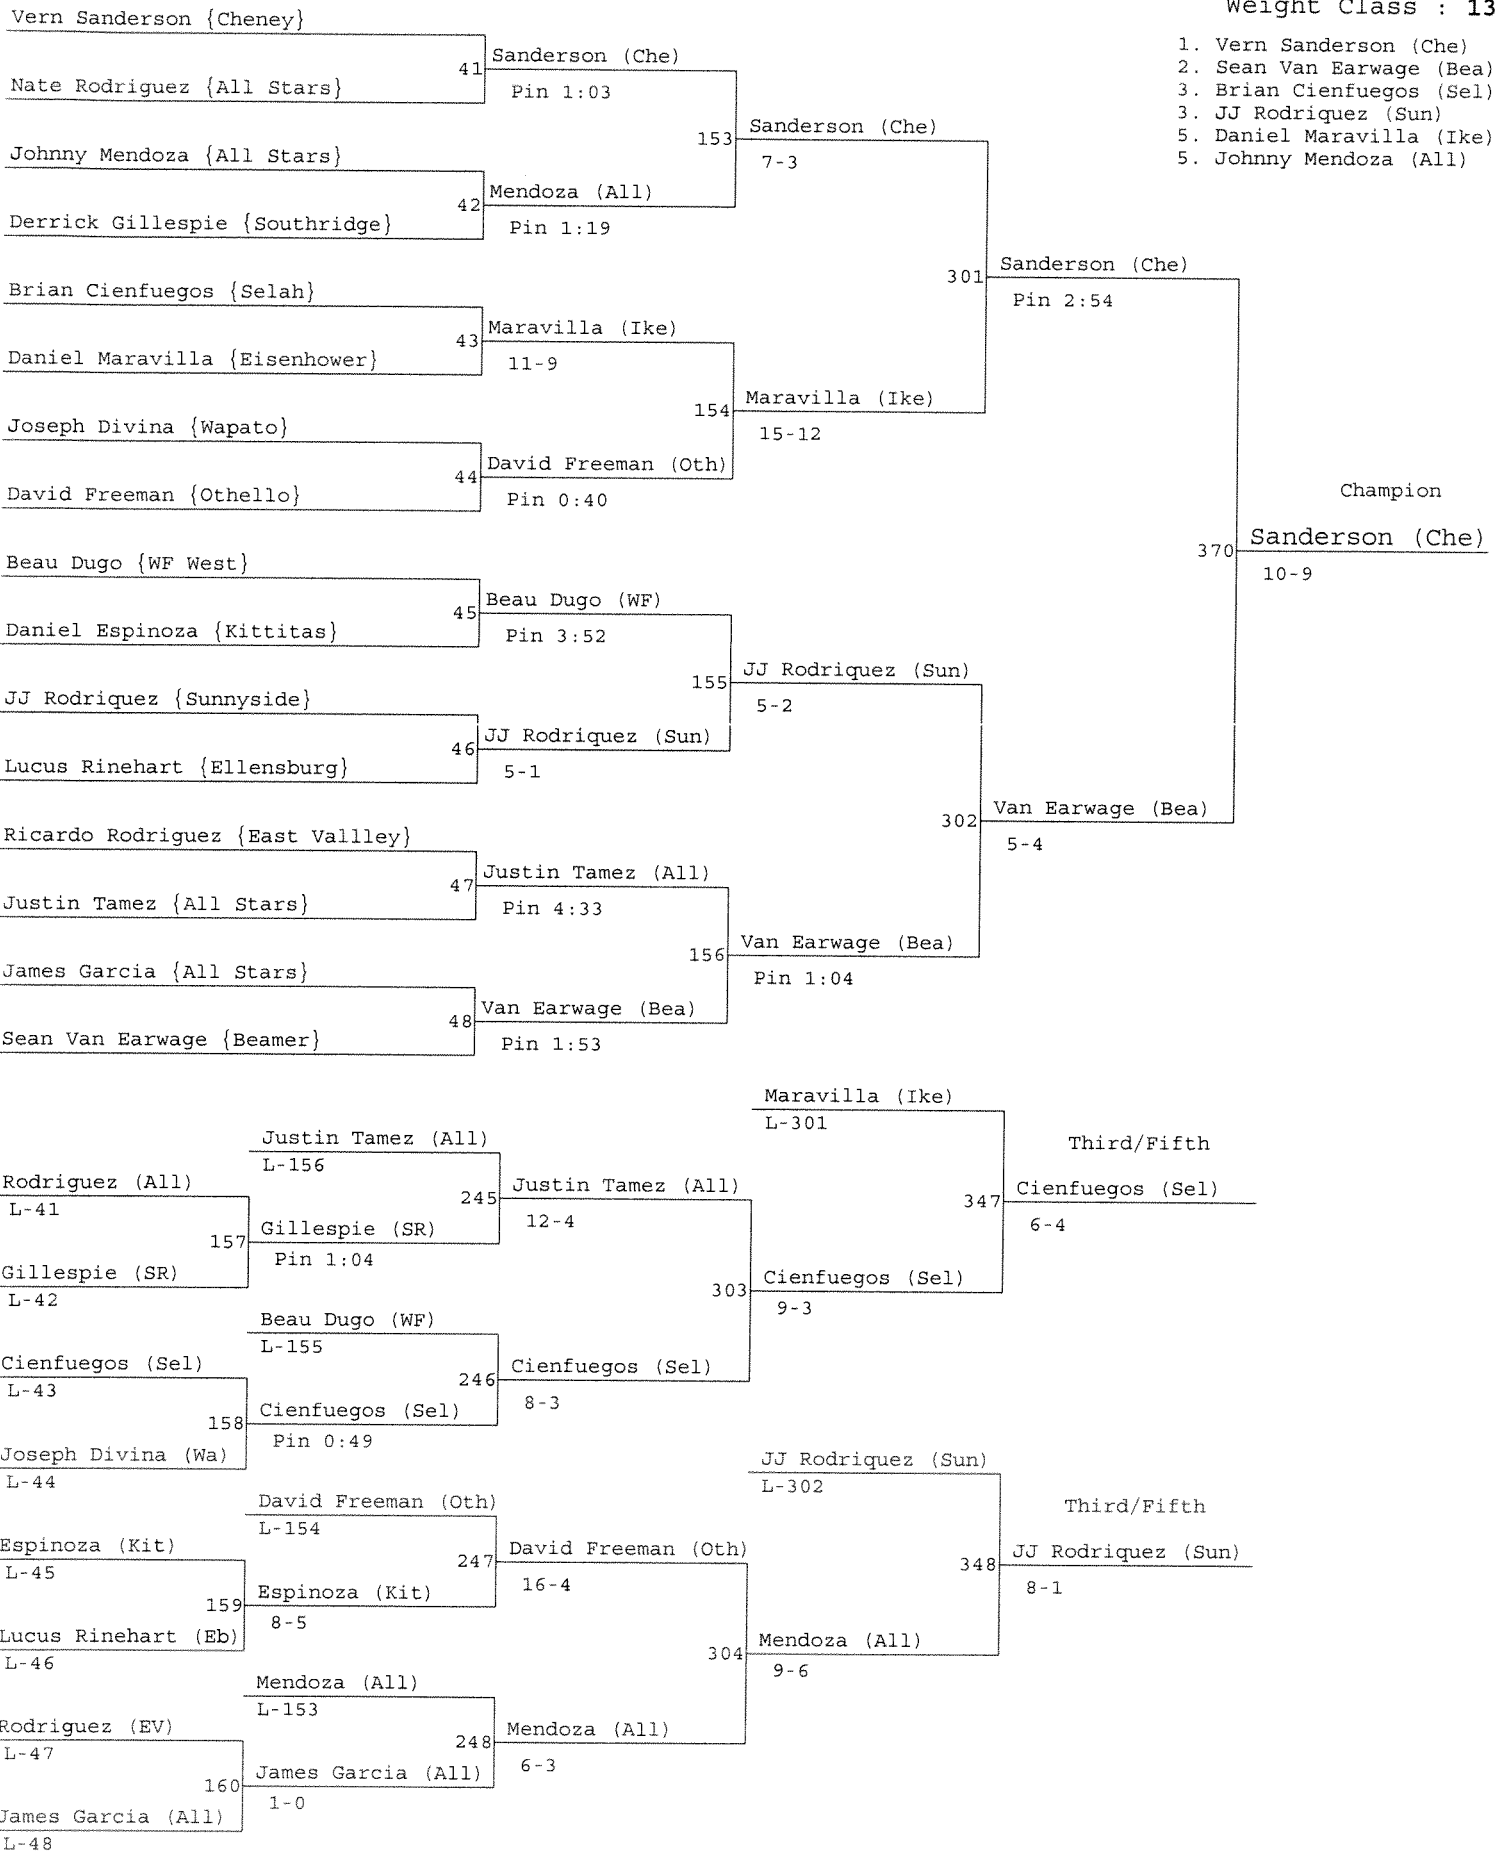 Weight Class : 13
1. Vern Sanderson (Che)
2. Sean Van Earwage (Bea)
3. Brian Cienfuegos (Sel)
3. JJ Rodriquez (Sun)
5. Daniel Maravilla (Ike)
5. Johnny Mendoza (All)
Vern Sanderson {Cheney}
41
Sanderson (Che)
Pin 1:03
Nate Rodriguez {All Stars}
153
Sanderson (Che)
7-3
Johnny Mendoza {All Stars}
42
Mendoza (All)
Pin 1:19
Derrick Gillespie {Southridge}
301
Sanderson (Che)
Pin 2:54
Brian Cienfuegos {Selah}
43
Maravilla (Ike)
11-9
Daniel Maravilla {Eisenhower}
154
Maravilla (Ike)
15-12
Joseph Divina {Wapato}
44
David Freeman (Oth)
Pin 0:40
David Freeman {Othello}
Champion
370
Sanderson (Che)
10-9
Beau Dugo {WF West}
45
Beau Dugo (WF)
Pin 3:52
Daniel Espinoza {Kittitas}
155
JJ Rodriquez (Sun)
5-2
JJ Rodriquez {Sunnyside}
46
JJ Rodriquez (Sun)
5-1
Lucus Rinehart {Ellensburg}
302
Van Earwage (Bea)
5-4
Ricardo Rodriguez {East Vallley}
47
Justin Tamez (All)
Pin 4:33
Justin Tamez {All Stars}
156
Van Earwage (Bea)
Pin 1:04
James Garcia {All Stars}
48
Van Earwage (Bea)
Pin 1:53
Sean Van Earwage {Beamer}
Maravilla (Ike)
L-301
Third/Fifth
347
Cienfuegos (Sel)
6-4
Justin Tamez (All)
L-156
245
Justin Tamez (All)
12-4
Rodriguez (All)
L-41
157
Gillespie (SR)
Pin 1:04
Gillespie (SR)
L-42
303
Cienfuegos (Sel)
9-3
Beau Dugo (WF)
L-155
246
Cienfuegos (Sel)
8-3
Cienfuegos (Sel)
L-43
158
Cienfuegos (Sel)
Pin 0:49
Joseph Divina (Wa)
L-44
JJ Rodriquez (Sun)
L-302
Third/Fifth
348
JJ Rodriquez (Sun)
8-1
David Freeman (Oth)
L-154
247
David Freeman (Oth)
16-4
Espinoza (Kit)
L-45
159
Espinoza (Kit)
8-5
Lucus Rinehart (Eb)
L-46
304
Mendoza (All)
9-6
Mendoza (All)
L-153
248
Mendoza (All)
6-3
Rodriguez (EV)
L-47
160
James Garcia (All)
1-0
James Garcia (All)
L-48